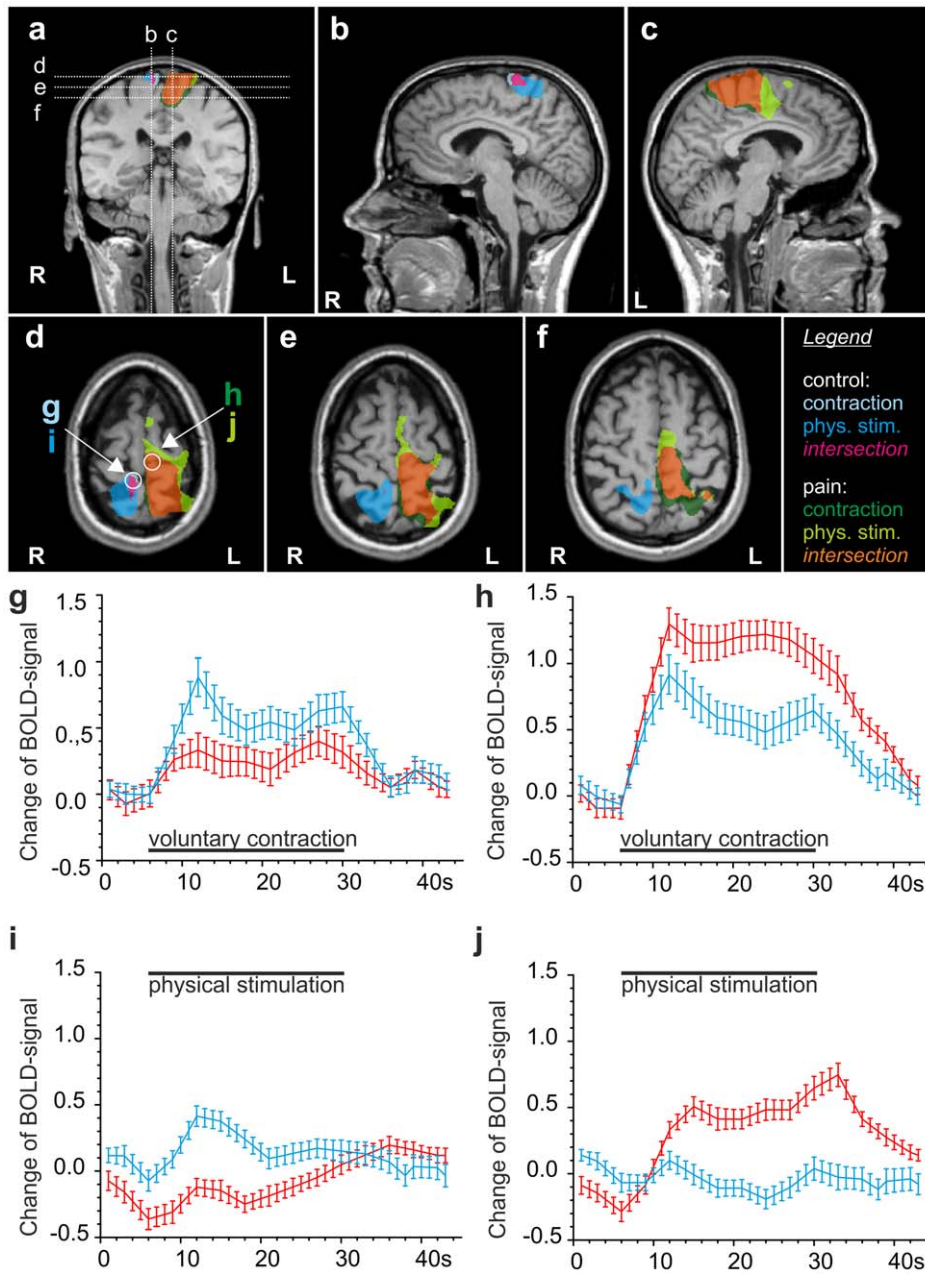 a b c
d
e
f
R L
b
R
c
L
d
g
i
h
j
R L
e
R L
f
R L
Legend
control:
contraction
phys. stim.
intersection
pain:
contraction
phys. stim.
intersection
g
Change of BOLD-signal
1.5
1.0
0.5
0.0
-0.5
voluntary contraction
0 10 20 30 40s
h
Change of BOLD-signal
1.5
1.0
0.5
0.0
-0.5
voluntary contraction
0 10 20 30 40s
i
Change of BOLD-signal
1.5
1.0
0.5
0.0
-0.5
physical stimulation
0 10 20 30 40s
j
Change of BOLD-signal
1.5
1.0
0.5
0.0
-0.5
physical stimulation
0 10 20 30 40s